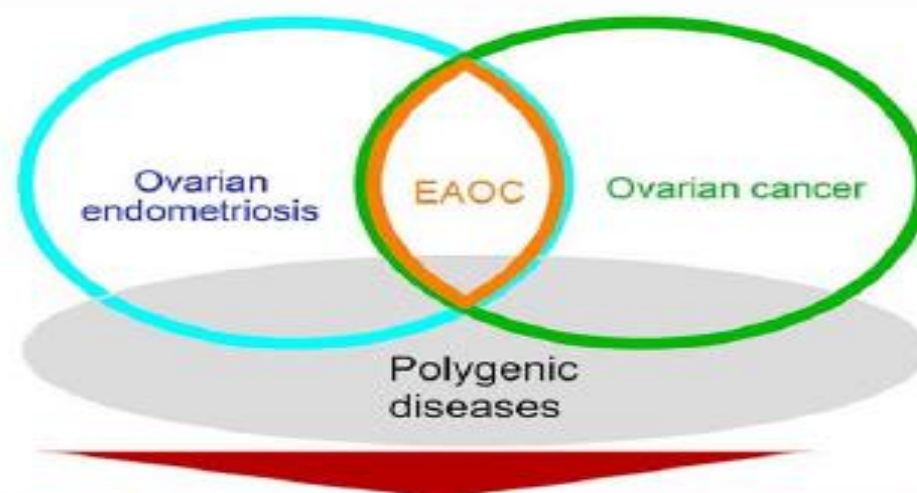 Ovarian
endometriosis
EAOC
Ovarian cancer
Polygenic
diseases